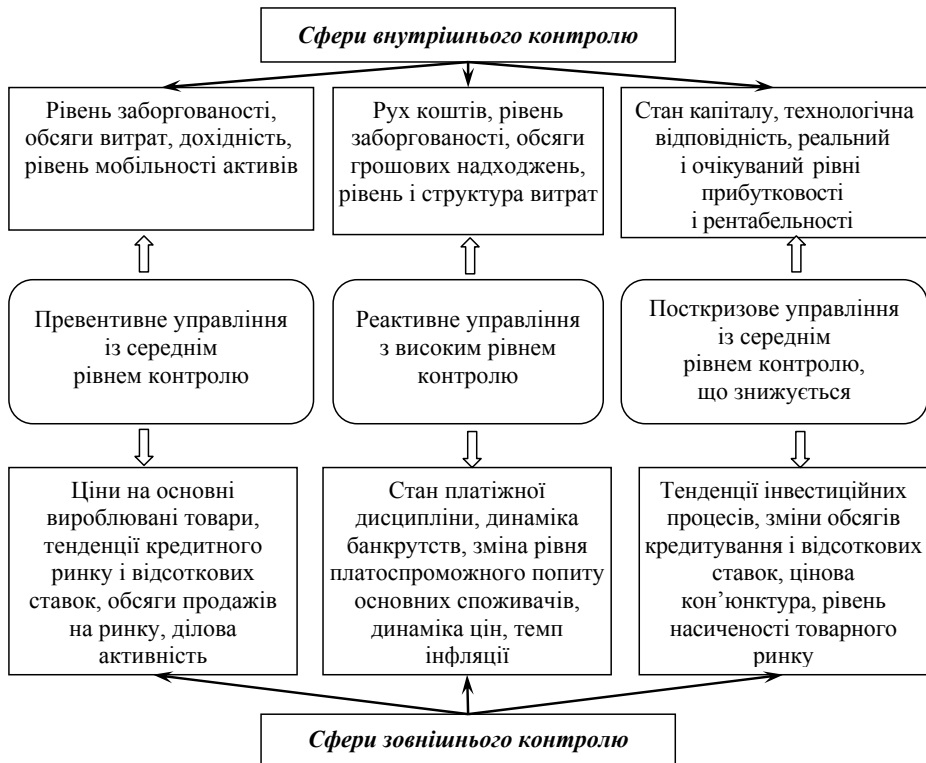 Сфери внутрішнього контролю
Рівень заборгованості,
обсяги витрат, дохідність,
рівень мобільності активів
Рух коштів, рівень
заборгованості, обсяги
грошових надходжень,
рівень і структура витрат
Стан капіталу, технологічна
відповідність, реальний
і очікуваний рівні
прибутковості
і рентабельності
Превентивне управління
із середнім
рівнем контролю
Реактивне управління
з високим рівнем
контролю
Посткризове управління
із середнім
рівнем контролю,
що знижується
Ціни на основні
вироблювані товари,
тенденції кредитного
ринку і відсоткових
ставок, обсяги продажів
на ринку, ділова
активність
Стан платіжної
дисципліни, динаміка
банкрутств, зміна рівня
платоспроможного попиту
основних споживачів,
динаміка цін, темп
інфляції
Тенденції інвестиційних
процесів, зміни обсягів
кредитування і відсоткових
ставок, цінова
кон’юнктура, рівень
насиченості товарного
ринку
Сфери зовнішнього контролю